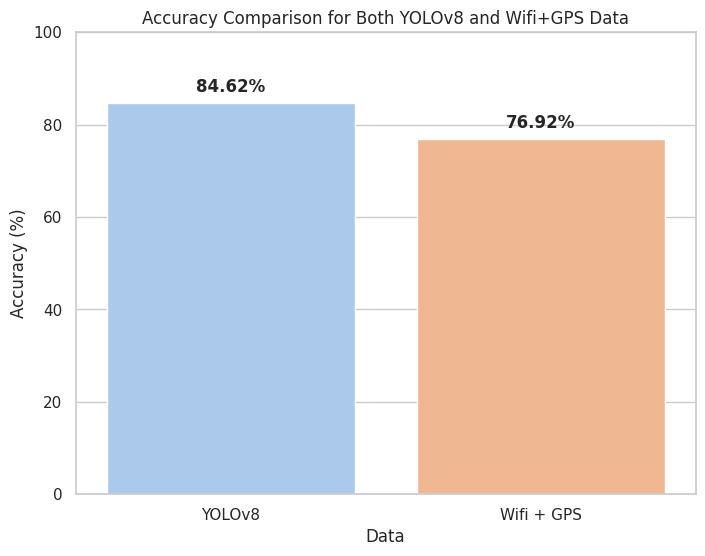 Accuracy Comparison for Both YOLOv8 and Wifi+GPS Data
100
80
60
40
20
0
Accuracy (%)
84.62%
76.92%
YOLOv8
Wifi + GPS
Data